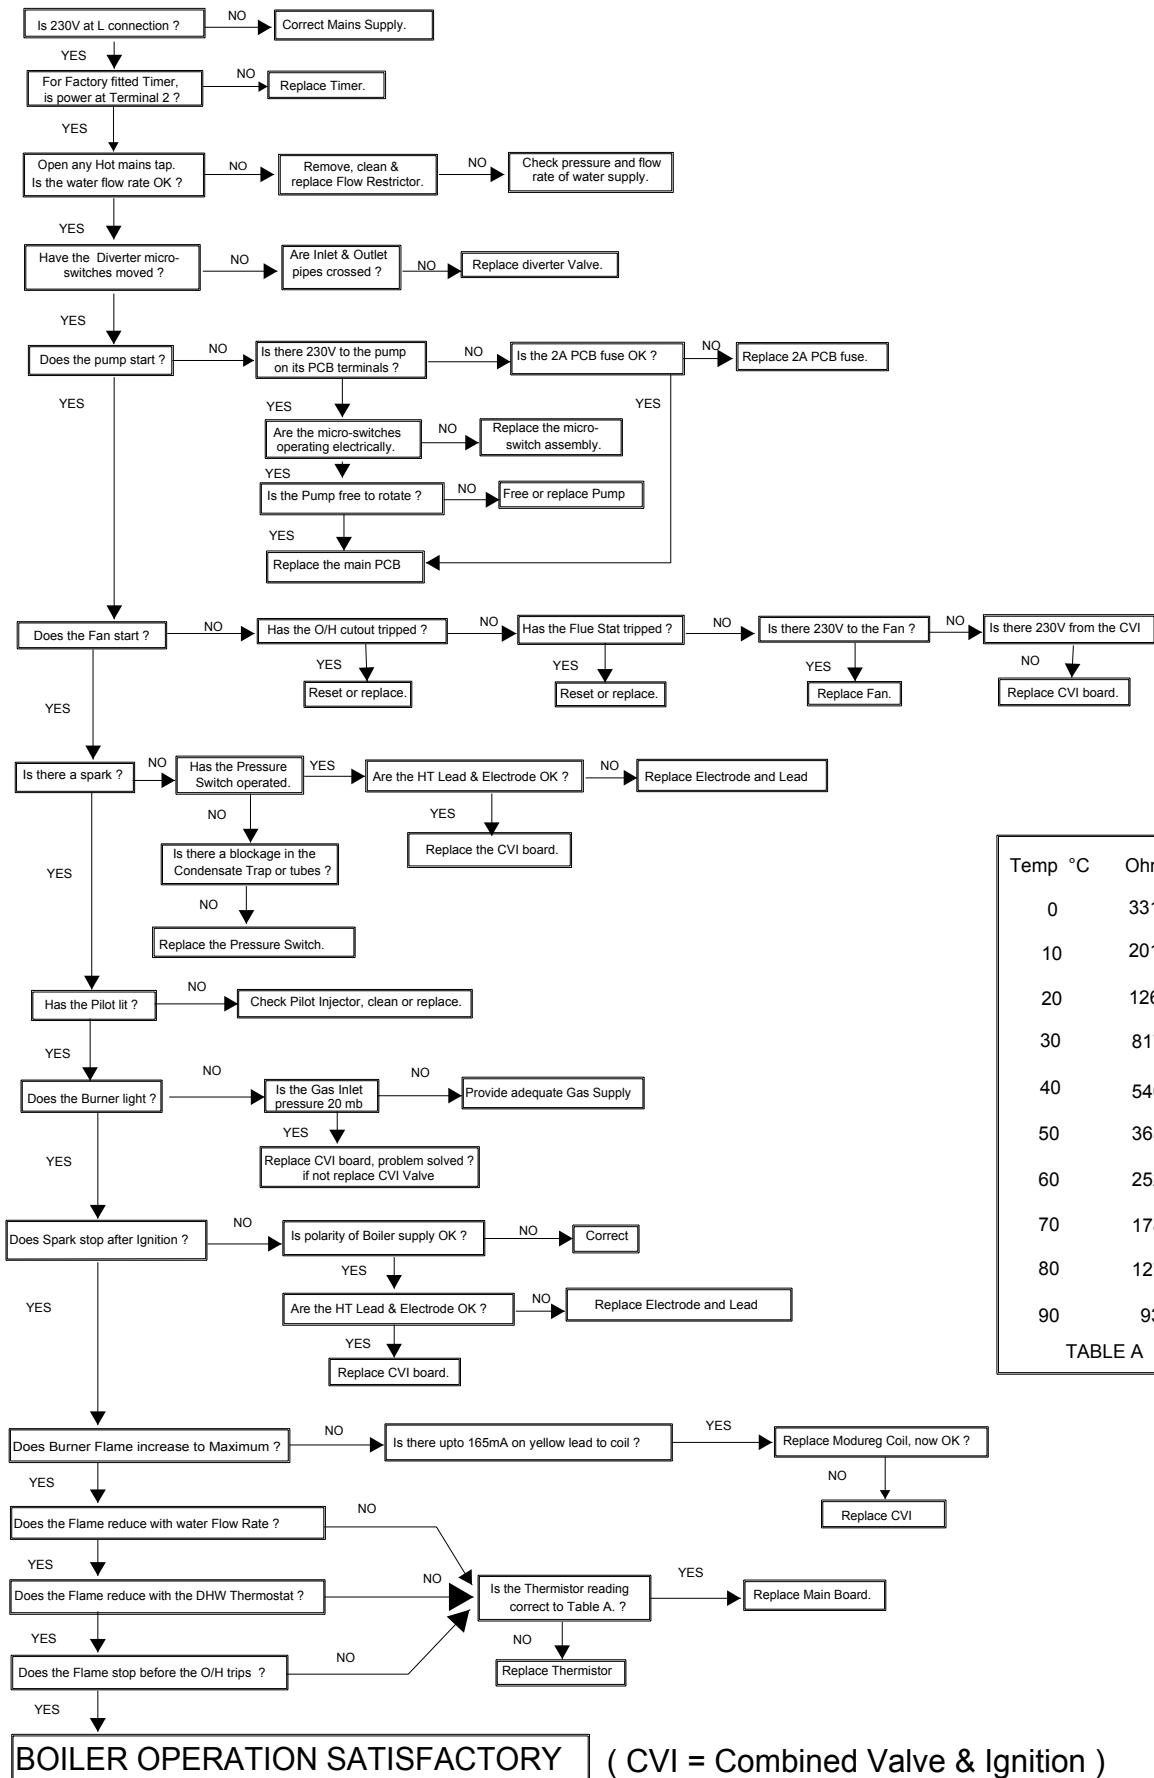 Is 230V at L connection ?
NO
Correct Mains Supply.
YES
For Factory fitted Timer,
is power at Terminal 2 ?
NO
Replace Timer.
YES
Open any Hot mains tap.
Is the water flow rate OK ?
NO
Remove, clean &
replace Flow Restrictor.
NO
Check pressure and flow
rate of water supply.
YES
Have the Diverter micro-
switches moved ?
NO
Are Inlet & Outlet
pipes crossed ?
NO
Replace diverter Valve.
YES
Does the pump start ?
NO
Is there 230V to the pump
on its PCB terminals ?
NO
Is the 2A PCB fuse OK ?
NO
Replace 2A PCB fuse.
YES
YES
YES
Are the micro-switches
operating electrically.
NO
Replace the micro-
switch assembly.
YES
Is the Pump free to rotate ?
NO
Free or replace Pump
YES
Replace the main PCB
Does the Fan start ?
NO
Has the O/H cutout tripped ?
NO
Has the Flue Stat tripped ?
NO
Is there 230V to the Fan ?
NO
Is there 230V from the CVI
YES
YES
YES
NO
Reset or replace.
Reset or replace.
Replace Fan.
Replace CVI board.
YES
Is there a spark ?
NO
Has the Pressure
Switch operated.
YES
Are the HT Lead & Electrode OK ?
NO
Replace Electrode and Lead
NO
YES
Replace the CVI board.
Is there a blockage in the
Condensate Trap or tubes ?
YES
NO
Replace the Pressure Switch.
Temp °C
0
10
20
30
40
50
60
70
80
90
TABLE A
Has the Pilot lit ?
NO
Check Pilot Injector, clean or replace.
YES
Does the Burner light ?
NO
Is the Gas Inlet
pressure 20 mb
NO
Provide adequate Gas Supply
YES
Replace CVI board, problem solved ?
if not replace CVI Valve
YES
Does Spark stop after Ignition ?
NO
Is polarity of Boiler supply OK ?
NO
Correct
YES
Are the HT Lead & Electrode OK ?
NO
Replace Electrode and Lead
YES
Replace CVI board.
YES
Does Burner Flame increase to Maximum ?
NO
Is there upto 165mA on yellow lead to coil ?
YES
Replace Modureg Coil, now OK ?
NO
Replace CVI
YES
Does the Flame reduce with water Flow Rate ?
NO
YES
Does the Flame reduce with the DHW Thermostat ?
NO
Is the Thermistor reading
correct to Table A. ?
YES
Replace Main Board.
NO
Replace Thermistor
YES
Does the Flame stop before the O/H trips ?
NO
YES
BOILER OPERATION SATISFACTORY
( CVI = Combined Valve & Ignition )